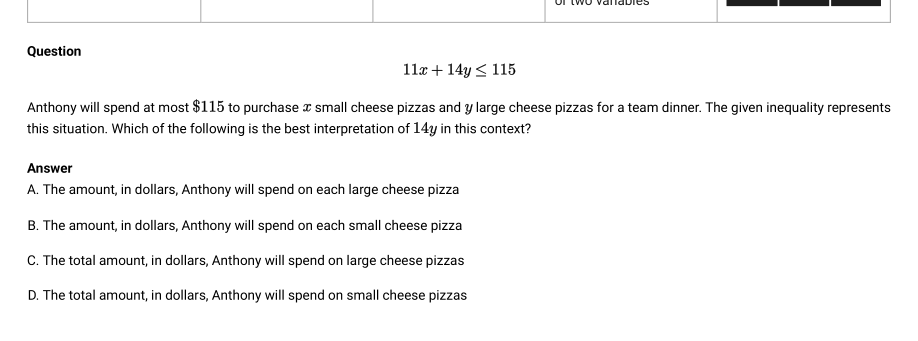 of two variables
Question
11x + 14y ≤ 115
Anthony will spend at most $115 to purchase x small cheese pizzas and y large cheese pizzas for a team dinner. The given inequality represents
this situation. Which of the following is the best interpretation of 14y in this context?
Answer
A. The amount, in dollars, Anthony will spend on each large cheese pizza
B. The amount, in dollars, Anthony will spend on each small cheese pizza
C. The total amount, in dollars, Anthony will spend on large cheese pizzas
D. The total amount, in dollars, Anthony will spend on small cheese pizzas